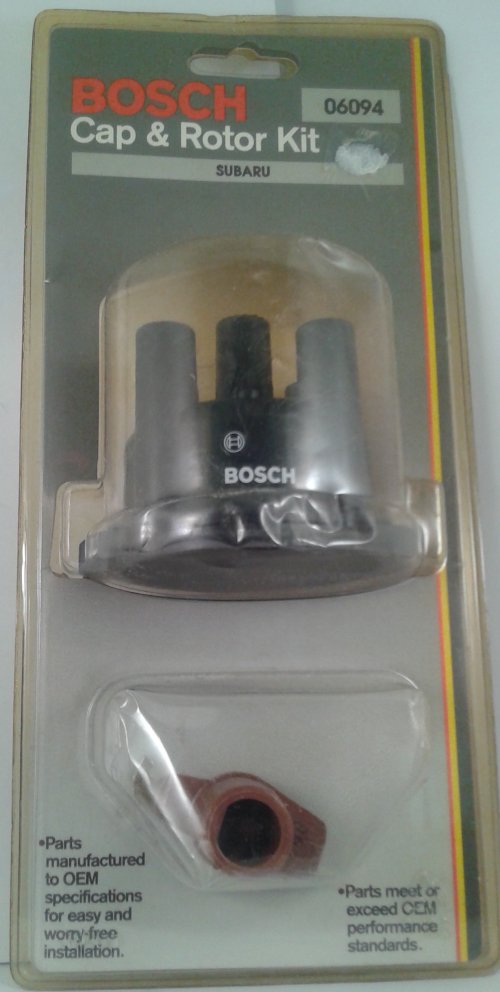 BOSCH
06094
Cap & Rotor Kit
SUBARU
BOSCH
•Parts
manufactured
to OEM
specifications
for easy and
worry-free
installation.
•Parts meet or
exceed OEM
performance
standards.